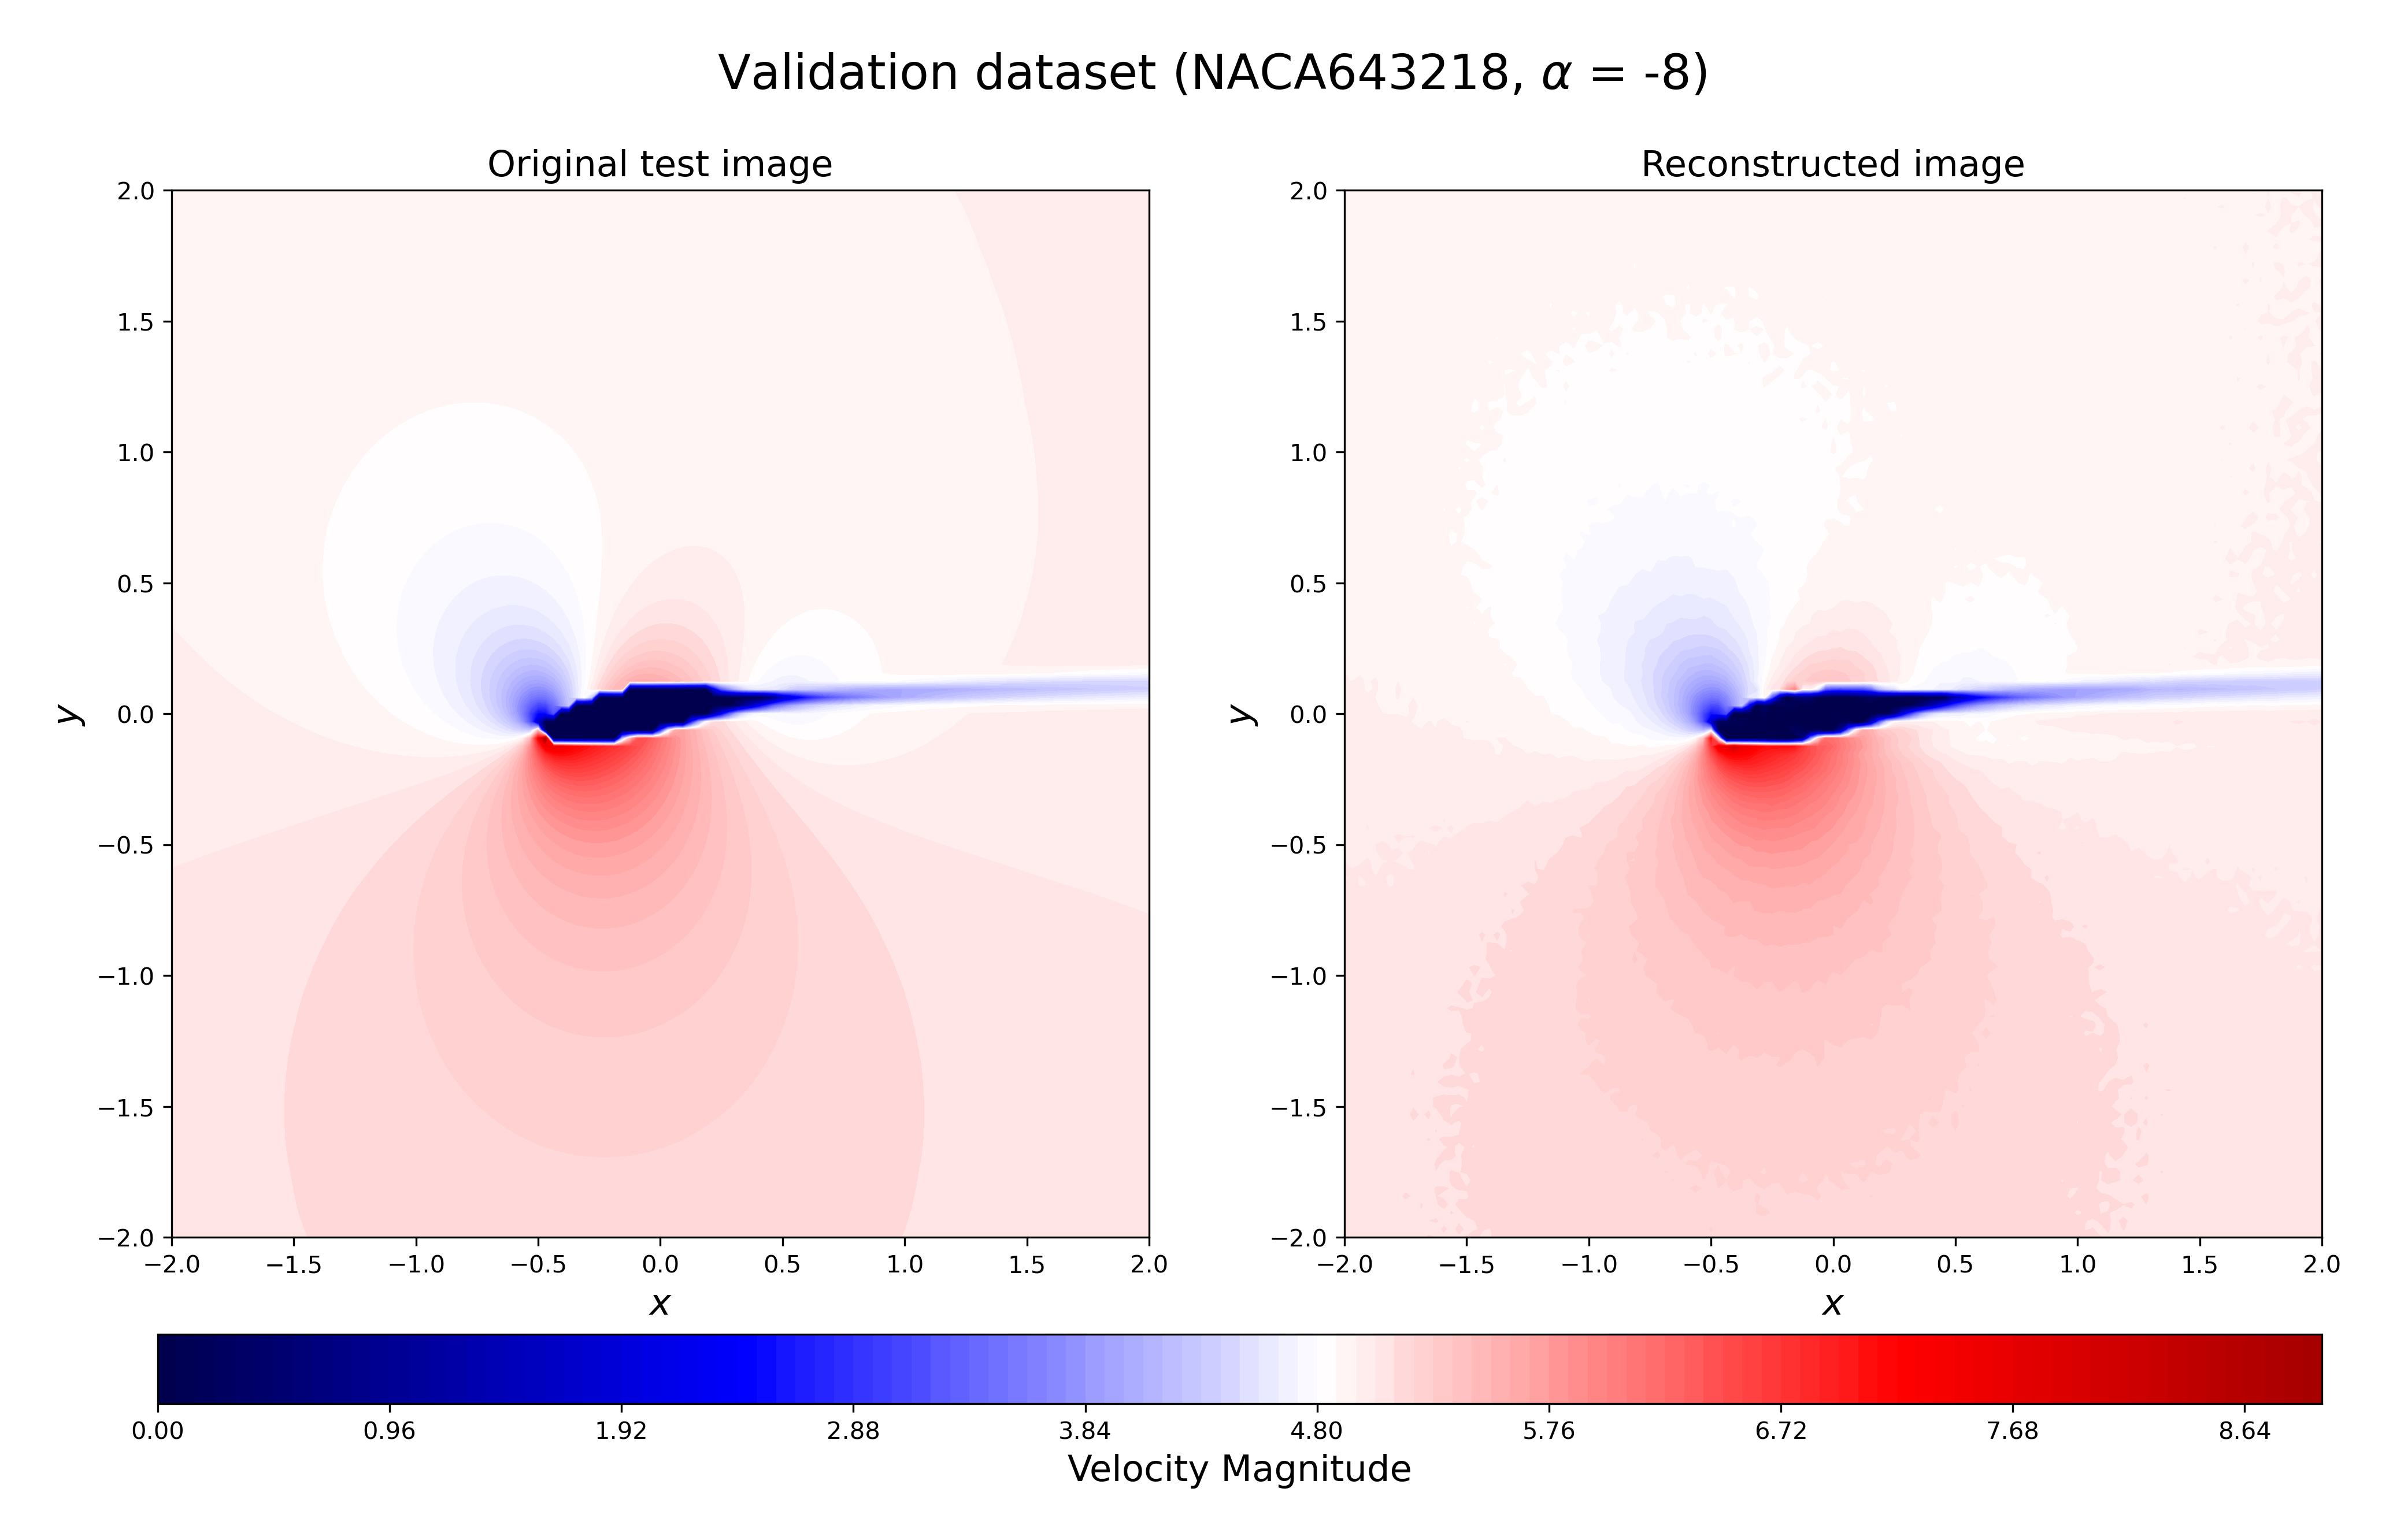 Validation dataset (NACA643218, α = -8)
Original test image
Reconstructed image
2.0
1.5
1.0
0.5
0.0
−0.5
−1.0
−1.5
−2.0
y
−2.0 −1.5 −1.0 −0.5 0.0 0.5 1.0 1.5 2.0
x
2.0
1.5
1.0
0.5
0.0
−0.5
−1.0
−1.5
−2.0
y
−2.0 −1.5 −1.0 −0.5 0.0 0.5 1.0 1.5 2.0
x
0.00 0.96 1.92 2.88 3.84 4.80 5.76 6.72 7.68 8.64
Velocity Magnitude